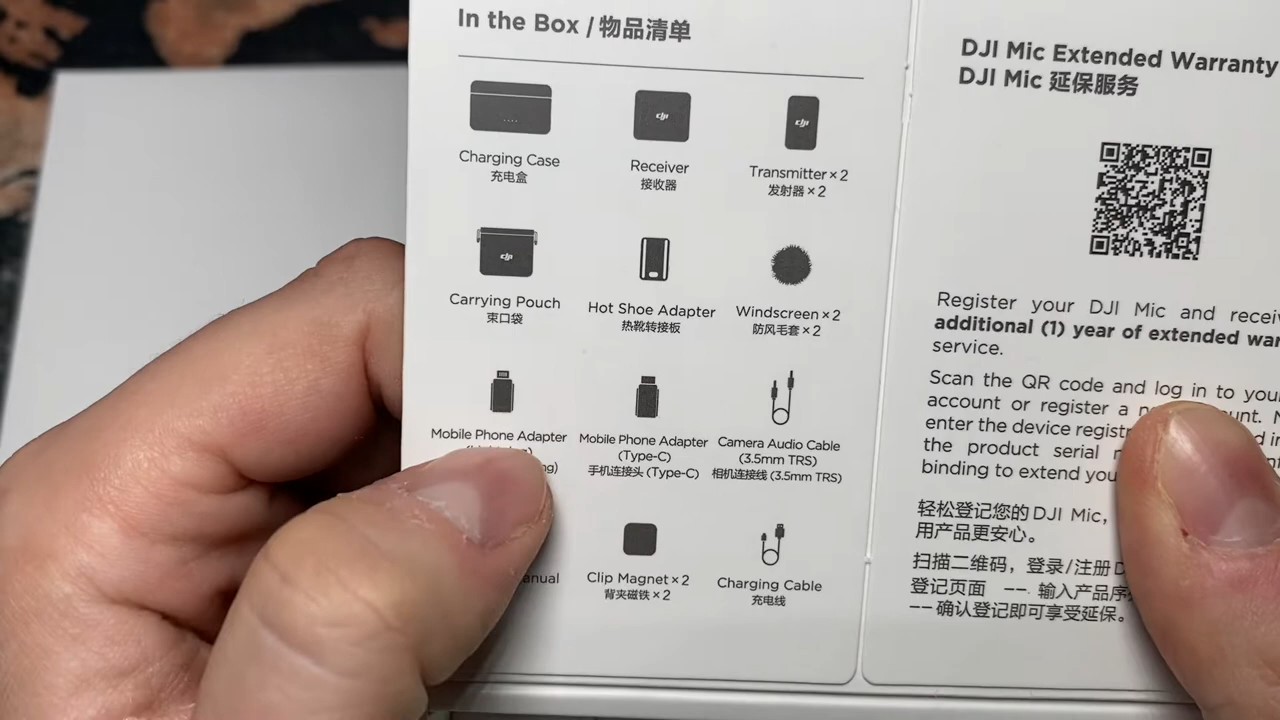 In the Box / 物品清单
Charging Case
充电盒
Receiver
接收器
Transmitter × 2
发射器 × 2
Carrying Pouch
束口袋
Hot Shoe Adapter
热靴转接板
Windscreen × 2
防风毛套 × 2
Mobile Phone Adapter
Mobile Phone Adapter
(Type-C)
手机连接头 (Type-C)
Camera Audio Cable
(3.5mm TRS)
相机连接线 (3.5mm TRS)
Clip Magnet × 2
背夹磁铁 × 2
Charging Cable
充电线
DJI Mic Extended Warranty
DJI Mic 延保服务
Register your DJI Mic and
additional (1) year of extended
service.
Scan the QR code and log in to your
account or register a
enter the device
the product serial
binding to extend
轻松登记您的 DJI Mic，
用产品更安心。
扫描二维码，登录/注册
登记页面 —— 输入产品序
—— 确认登记即可享受延保。